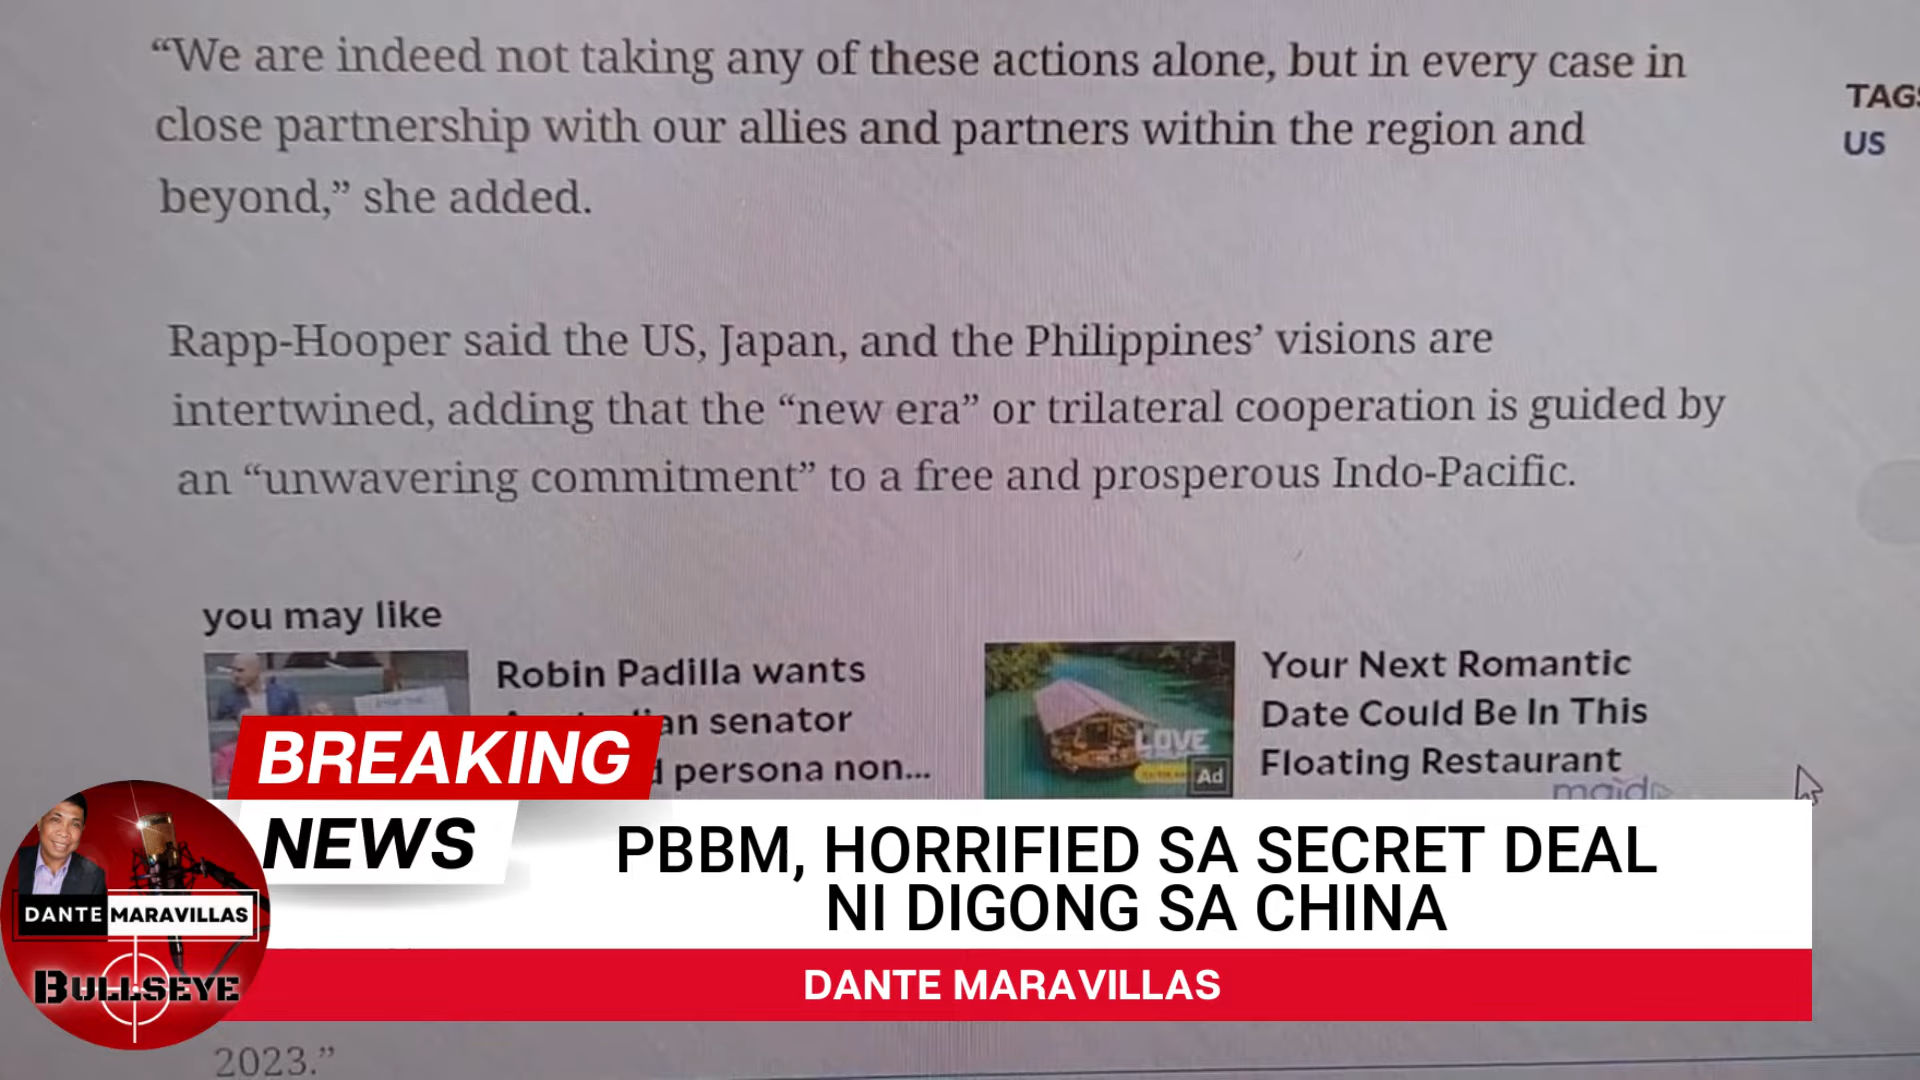 “We are indeed not taking any of these actions alone, but in every case in
close partnership with our allies and partners within the region and
beyond,” she added.
TAGS
US
Rapp-Hooper said the US, Japan, and the Philippines’ visions are
intertwined, adding that the “new era” or trilateral cooperation is guided by
an “unwavering commitment” to a free and prosperous Indo-Pacific.
you may like
Robin Padilla wants
senator
persona non...
LOVE
Ad
Your Next Romantic
Date Could Be In This
Floating Restaurant
BREAKING
NEWS
PBBM, HORRIFIED SA SECRET DEAL
NI DIGONG SA CHINA
DANTE MARAVILLAS
BULLSEYE
DANTE MARAVILLAS
2023.”